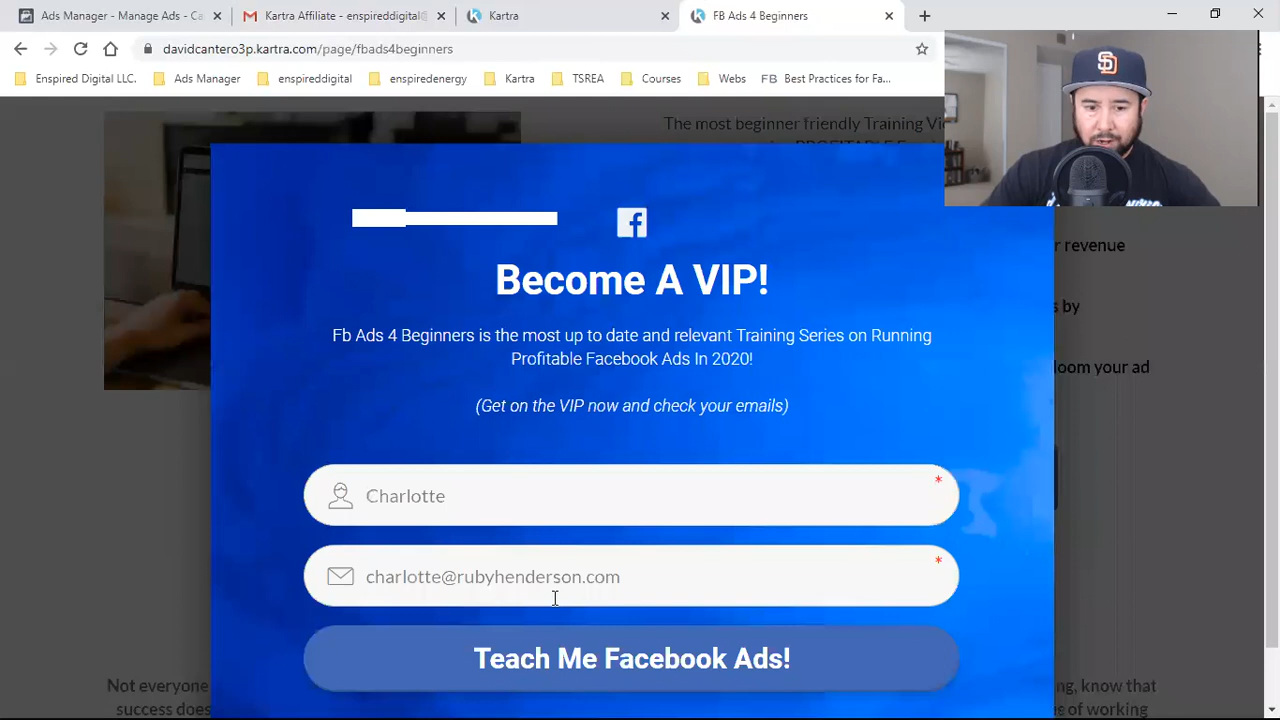 Ads Manager - Manage Ads - Ca
Kartra Affiliate - enspireddigital@
Kartra
FB Ads 4 Beginners
davidcantero3p.kartra.com/page/fbads4beginners
Enspired Digital LLC.
Ads Manager
enspireddigital
empoweredenergy
Kartra
TSREA
Courses
Webs
FB Best Practices for Fa...
The most beginner friendly Training
r revenue
s by
loom your ad
Become A VIP!
Fb Ads 4 Beginners is the most up to date and relevant Training Series on Running
Profitable Facebook Ads In 2020!
(Get on the VIP now and check your emails)
Charlotte
*
charlotte@rubyhenderson.com
*
Teach Me Facebook Ads!
Not everyone
ng, know that
success does
s of working